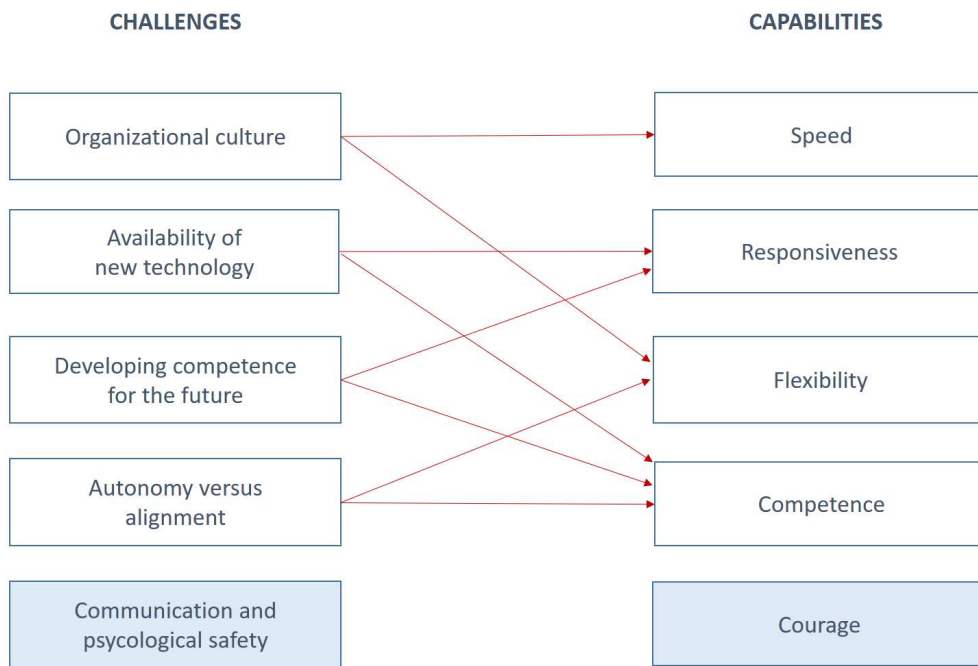 CHALLENGES
CAPABILITIES
Organizational culture
Speed
Availability of
new technology
Responsiveness
Developing competence
for the future
Flexibility
Autonomy versus
alignment
Competence
Communication and
psycological safety
Courage